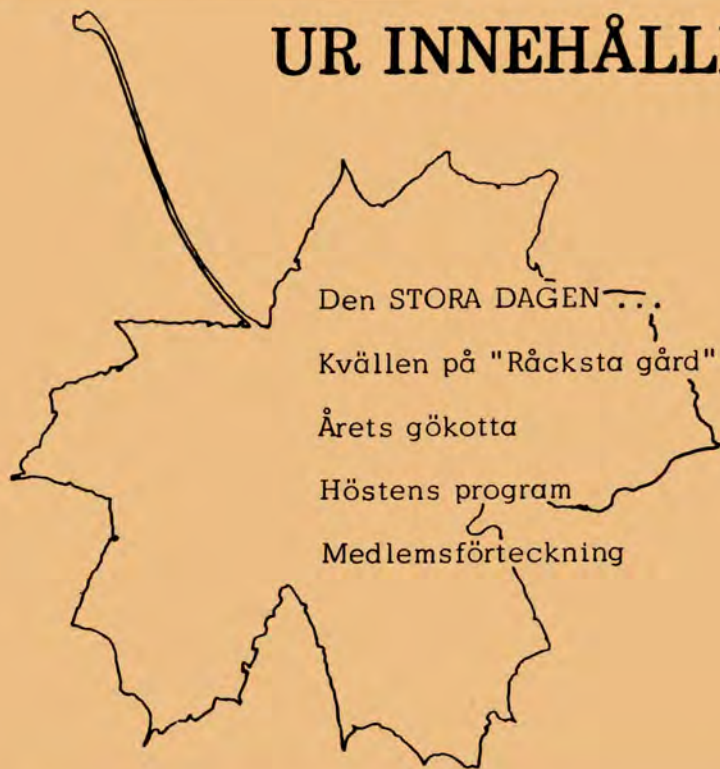 UR INNEHÅLL
Den STORA DAGEN...
Kvällen på "Råcksta gård"
Årets gökotta
Höstens program
Medlemsförteckning